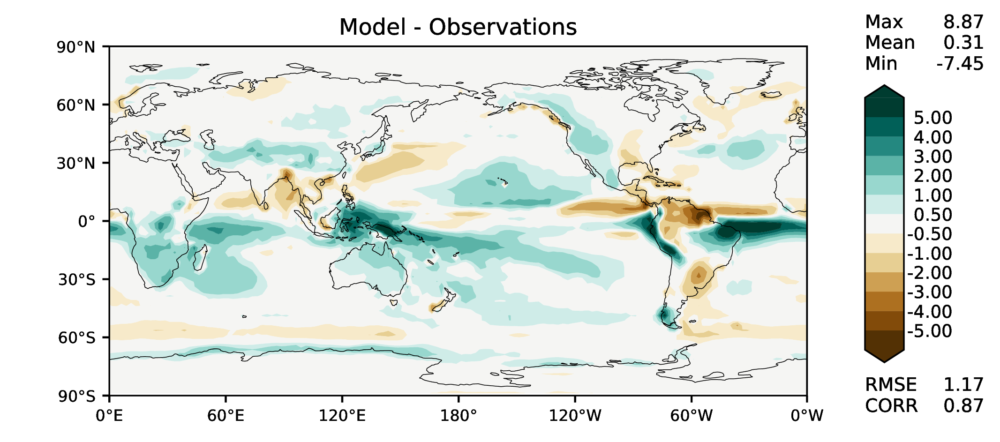 Model - Observations
Max 8.87
Mean 0.31
Min -7.45
90°N
60°N
30°N
0°
30°S
60°S
90°S
0°E 60°E 120°E 180° 120°W 60°W 0°W
5.00
4.00
3.00
2.00
1.00
0.50
-0.50
-1.00
-2.00
-3.00
-4.00
-5.00
RMSE 1.17
CORR 0.87